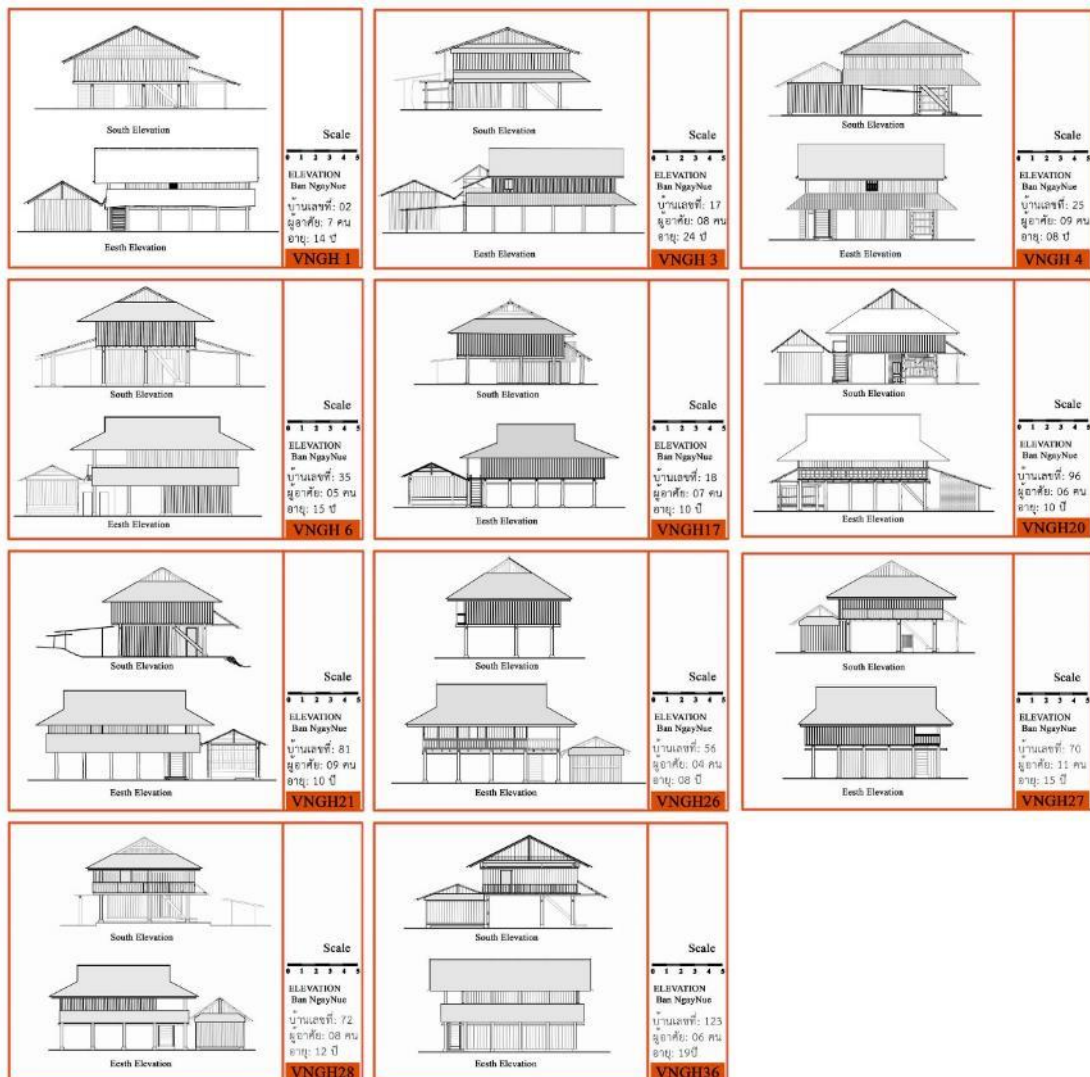 South Elevation
Eesth Elevation
Scale
0 1 2 3 4 5
ELEVATION
Ban NgayNue
บ้านเลขที่: 02
ผู้อาศัย: 7 คน
อายุ: 14 ปี
VNGH 1
South Elevation
Eesth Elevation
Scale
0 1 2 3 4 5
ELEVATION
Ban NgayNue
บ้านเลขที่: 17
ผู้อาศัย: 08 คน
อายุ: 24 ปี
VNGH 3
South Elevation
Eesth Elevation
Scale
0 1 2 3 4 5
ELEVATION
Ban NgayNue
บ้านเลขที่: 25
ผู้อาศัย: 09 คน
อายุ: 08 ปี
VNGH 4
South Elevation
Eesth Elevation
Scale
0 1 2 3 4 5
ELEVATION
Ban NgayNue
บ้านเลขที่: 35
ผู้อาศัย: 05 คน
อายุ: 15 ปี
VNGH 6
South Elevation
Eesth Elevation
Scale
0 1 2 3 4 5
ELEVATION
Ban NgayNue
บ้านเลขที่: 18
ผู้อาศัย: 07 คน
อายุ: 10 ปี
VNGH17
South Elevation
Eesth Elevation
Scale
0 1 2 3 4 5
ELEVATION
Ban NgayNue
บ้านเลขที่: 96
ผู้อาศัย: 06 คน
อายุ: 10 ปี
VNGH20
South Elevation
Eesth Elevation
Scale
0 1 2 3 4 5
ELEVATION
Ban NgayNue
บ้านเลขที่: 81
ผู้อาศัย: 09 คน
อายุ: 10 ปี
VNGH21
South Elevation
Eesth Elevation
Scale
0 1 2 3 4 5
ELEVATION
Ban NgayNue
บ้านเลขที่: 56
ผู้อาศัย: 04 คน
อายุ: 08 ปี
VNGH26
South Elevation
Eesth Elevation
Scale
0 1 2 3 4 5
ELEVATION
Ban NgayNue
บ้านเลขที่: 70
ผู้อาศัย: 11 คน
อายุ: 15 ปี
VNGH27
South Elevation
Eesth Elevation
Scale
0 1 2 3 4 5
ELEVATION
Ban NgayNue
บ้านเลขที่: 72
ผู้อาศัย: 08 คน
อายุ: 12 ปี
VNGH28
South Elevation
Eesth Elevation
Scale
0 1 2 3 4 5
ELEVATION
Ban NgayNue
บ้านเลขที่: 123
ผู้อาศัย: 06 คน
อายุ: 19ปี
VNGH36